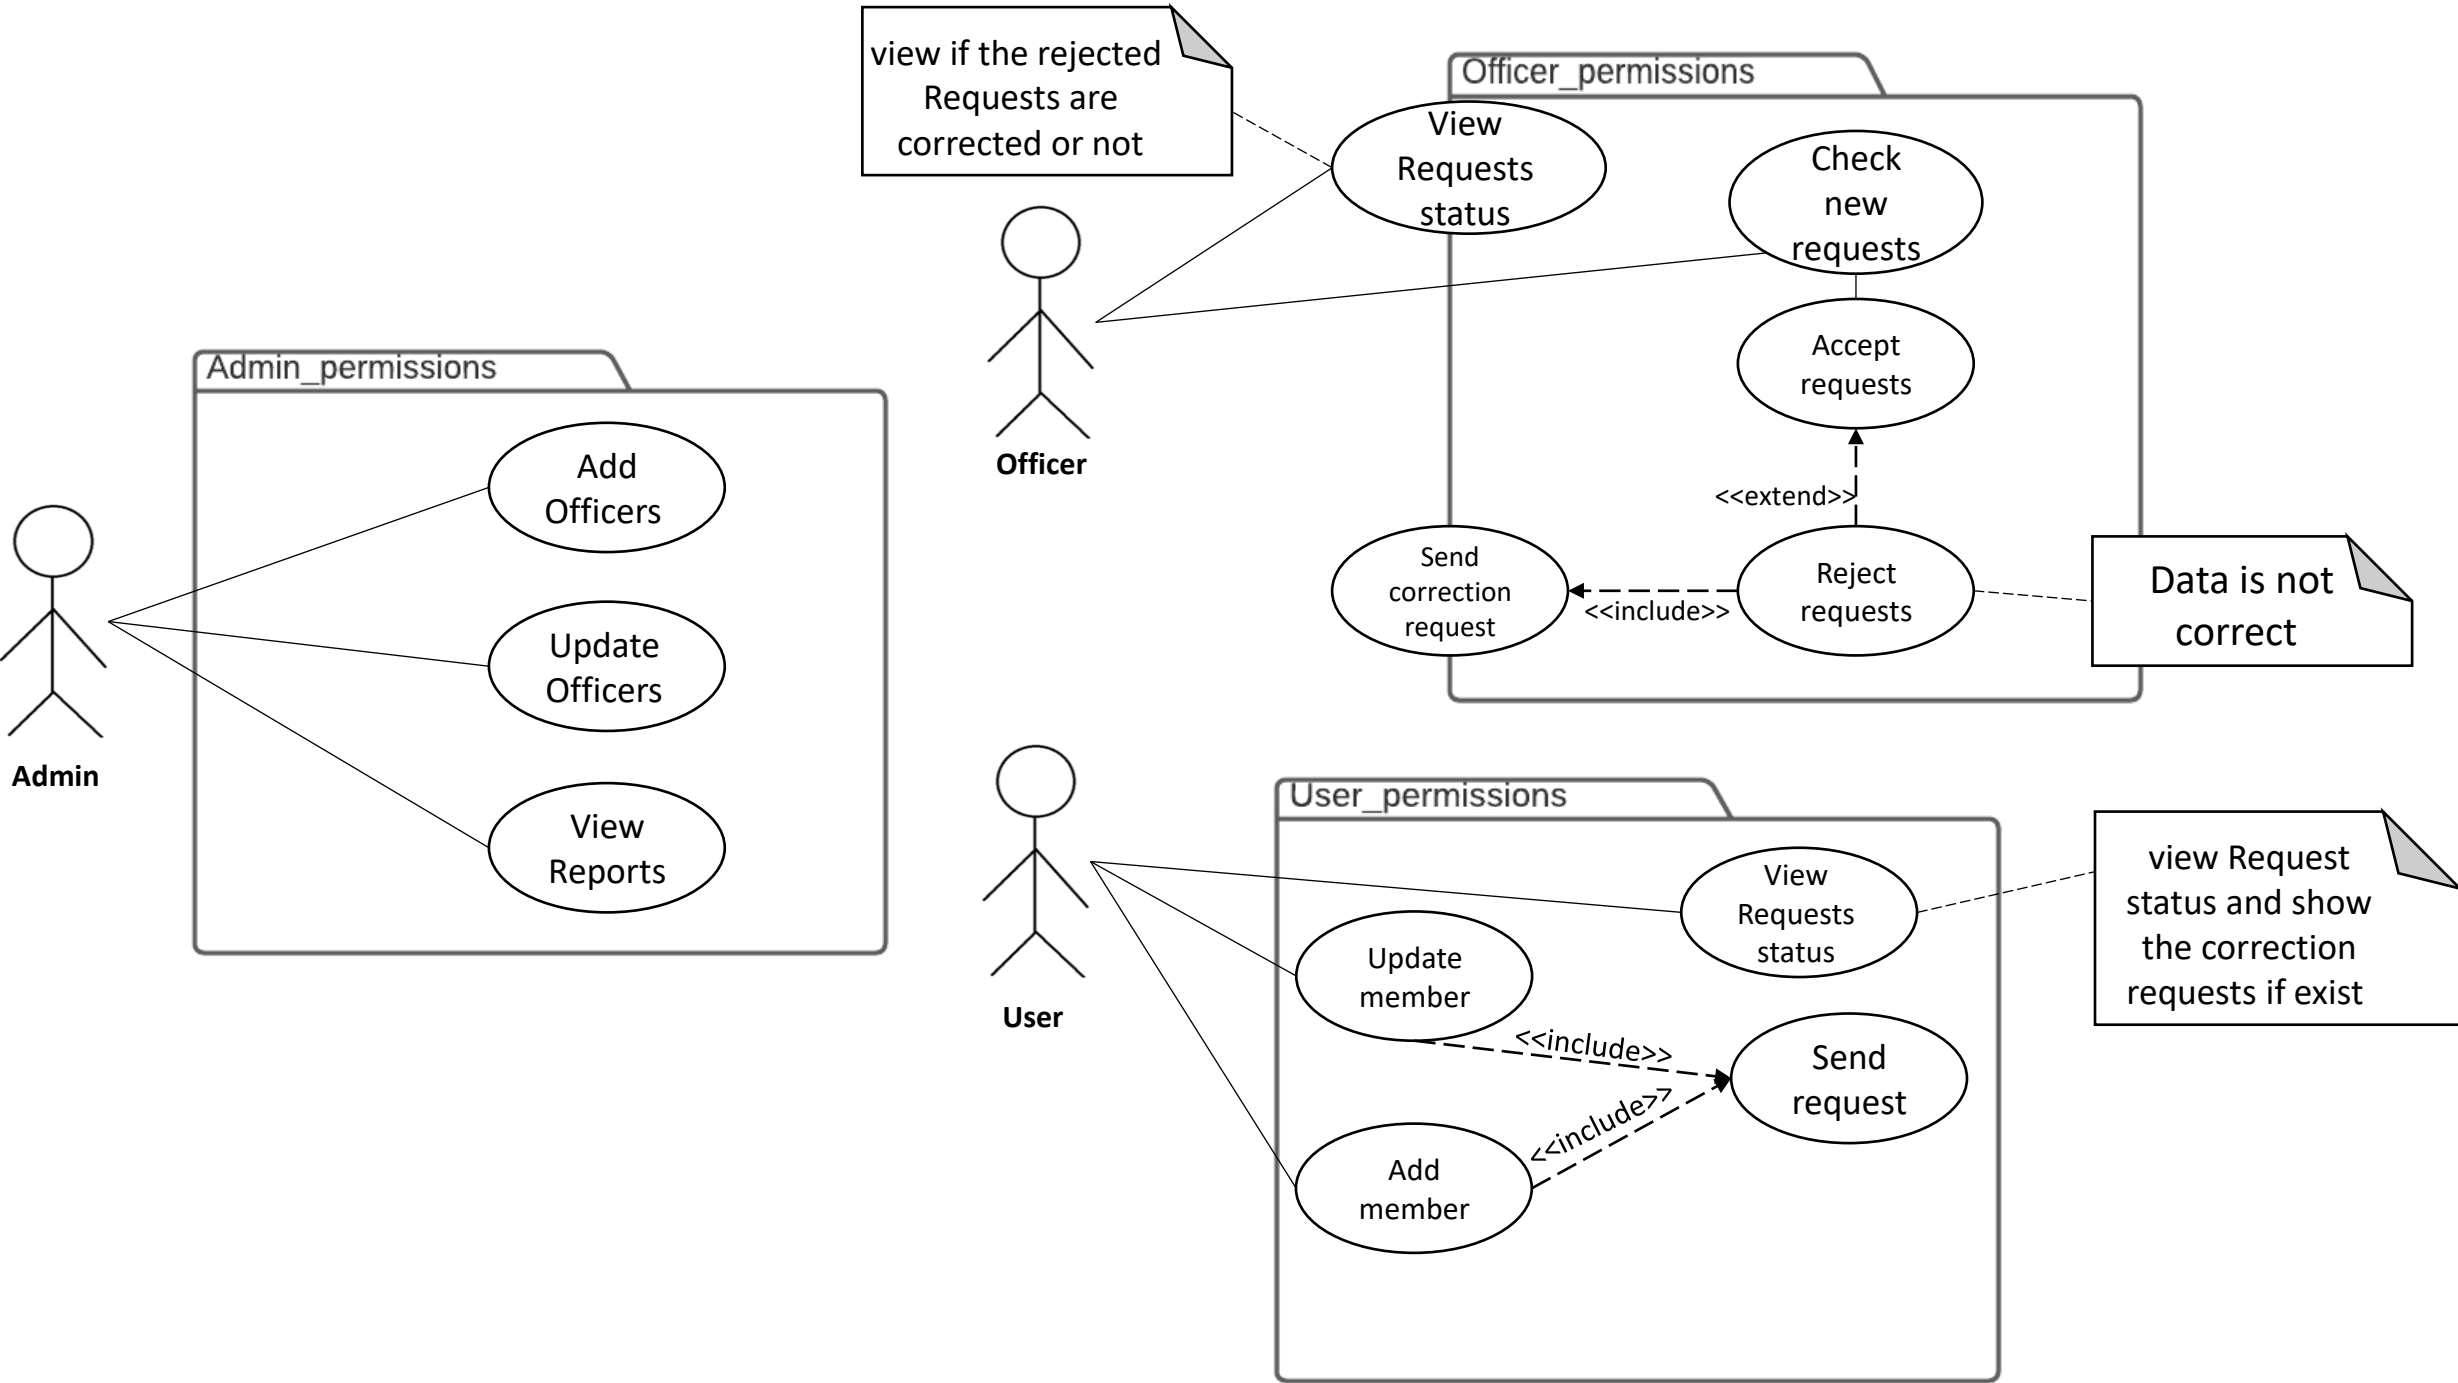 view if the rejected
Requests are
corrected or not
Officer_permissions
View
Requests
status
Check
new
requests
Accept
requests
<<extend>>
Officer
Send
correction
request
<<include>>
Reject
requests
Data is not
correct
Admin_permissions
Add
Officers
Update
Officers
View
Reports
Admin
User_permissions
View
Requests
status
view Request
status and show
the correction
requests if exist
Update
member
<<include>>
Send
request
<<include>>
Add
member
User